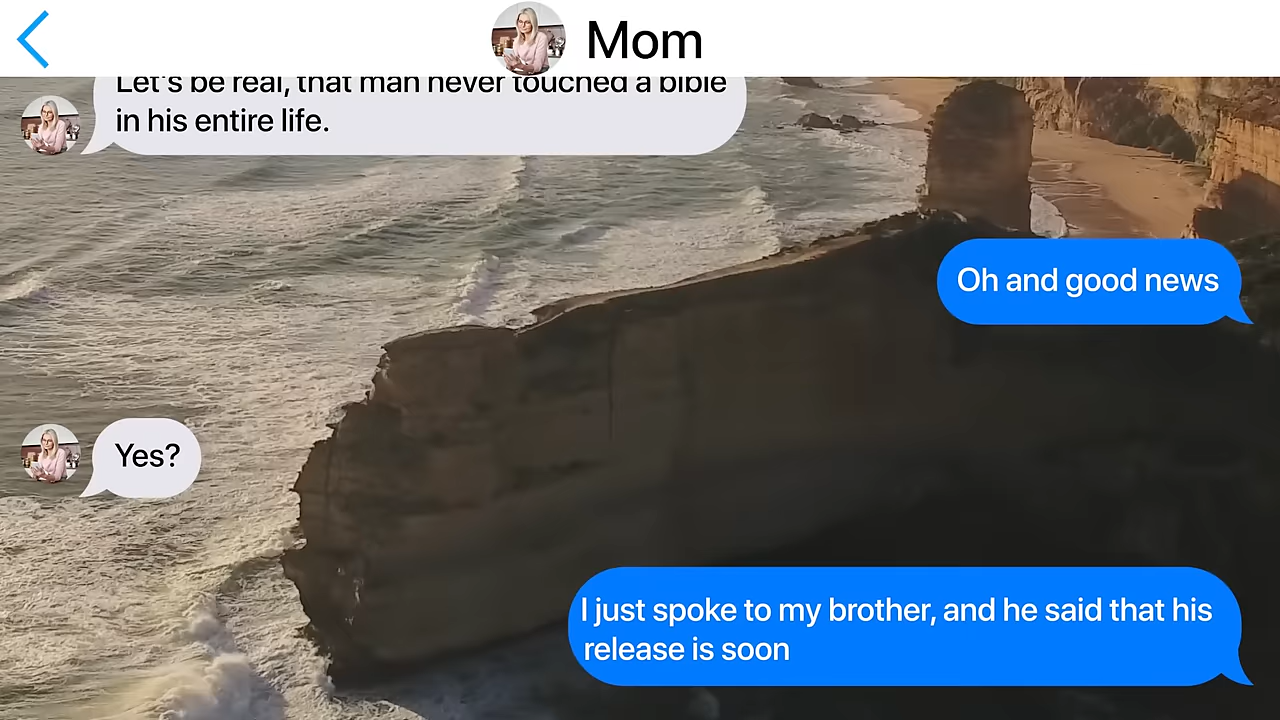 Mom
Let's be real, that man never touched a bible
in his entire life.
Oh and good news
Yes?
I just spoke to my brother, and he said that his
release is soon